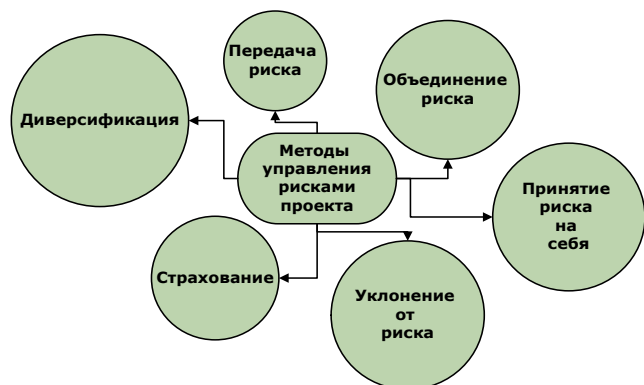 Передача
риска
Объединение
риска
Диверсификация
Методы
управления
рисками
проекта
Принятие
риска
на
себя
Страхование
Уклонение
от
риска